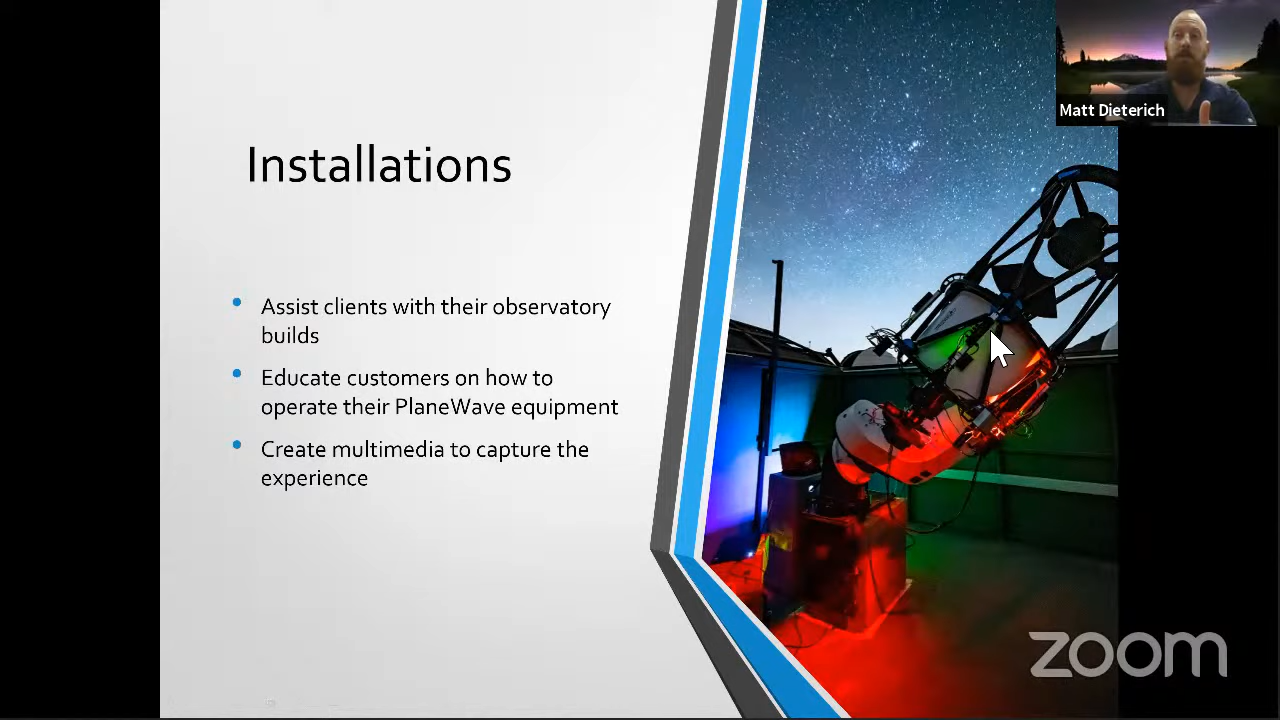 Matt Dieterich
Installations
Assist clients with their observatory
builds
Educate customers on how to
operate their PlaneWave equipment
Create multimedia to capture the
experience
zoom